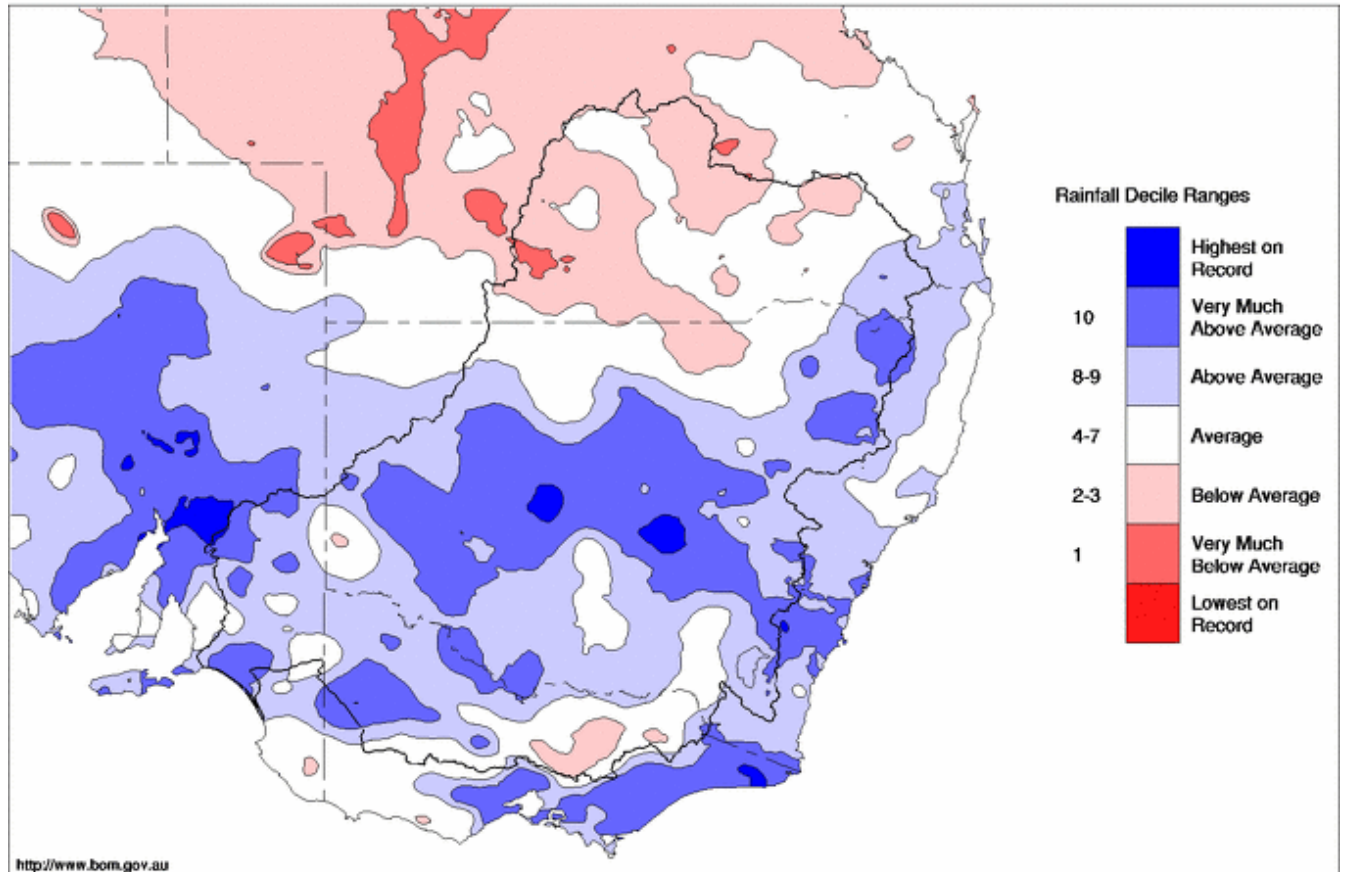 Rainfall Decile Ranges
Highest on
Record
10
Very Much
Above Average
8-9
Above Average
4-7
Average
2-3
Below Average
1
Very Much
Below Average
Lowest on
Record
http://www.bom.gov.au